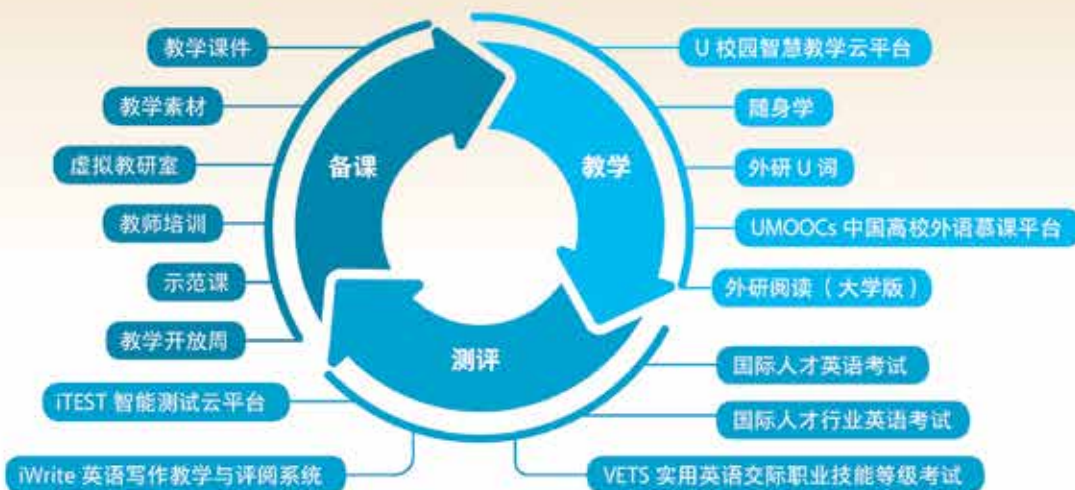 教学课件
教学素材
虚拟教研室
教师培训
示范课
教学开放周
备课
U 校园智慧教学云平台
随身学
外研 U 词
UMOOCs 中国高校外语慕课平台
外研阅读（大学版）
教学
国际人才英语考试
国际人才行业英语考试
VETS 实用英语交际职业技能等级考试
测评
iTEST 智能测试云平台
iWrite 英语写作教学与评阅系统